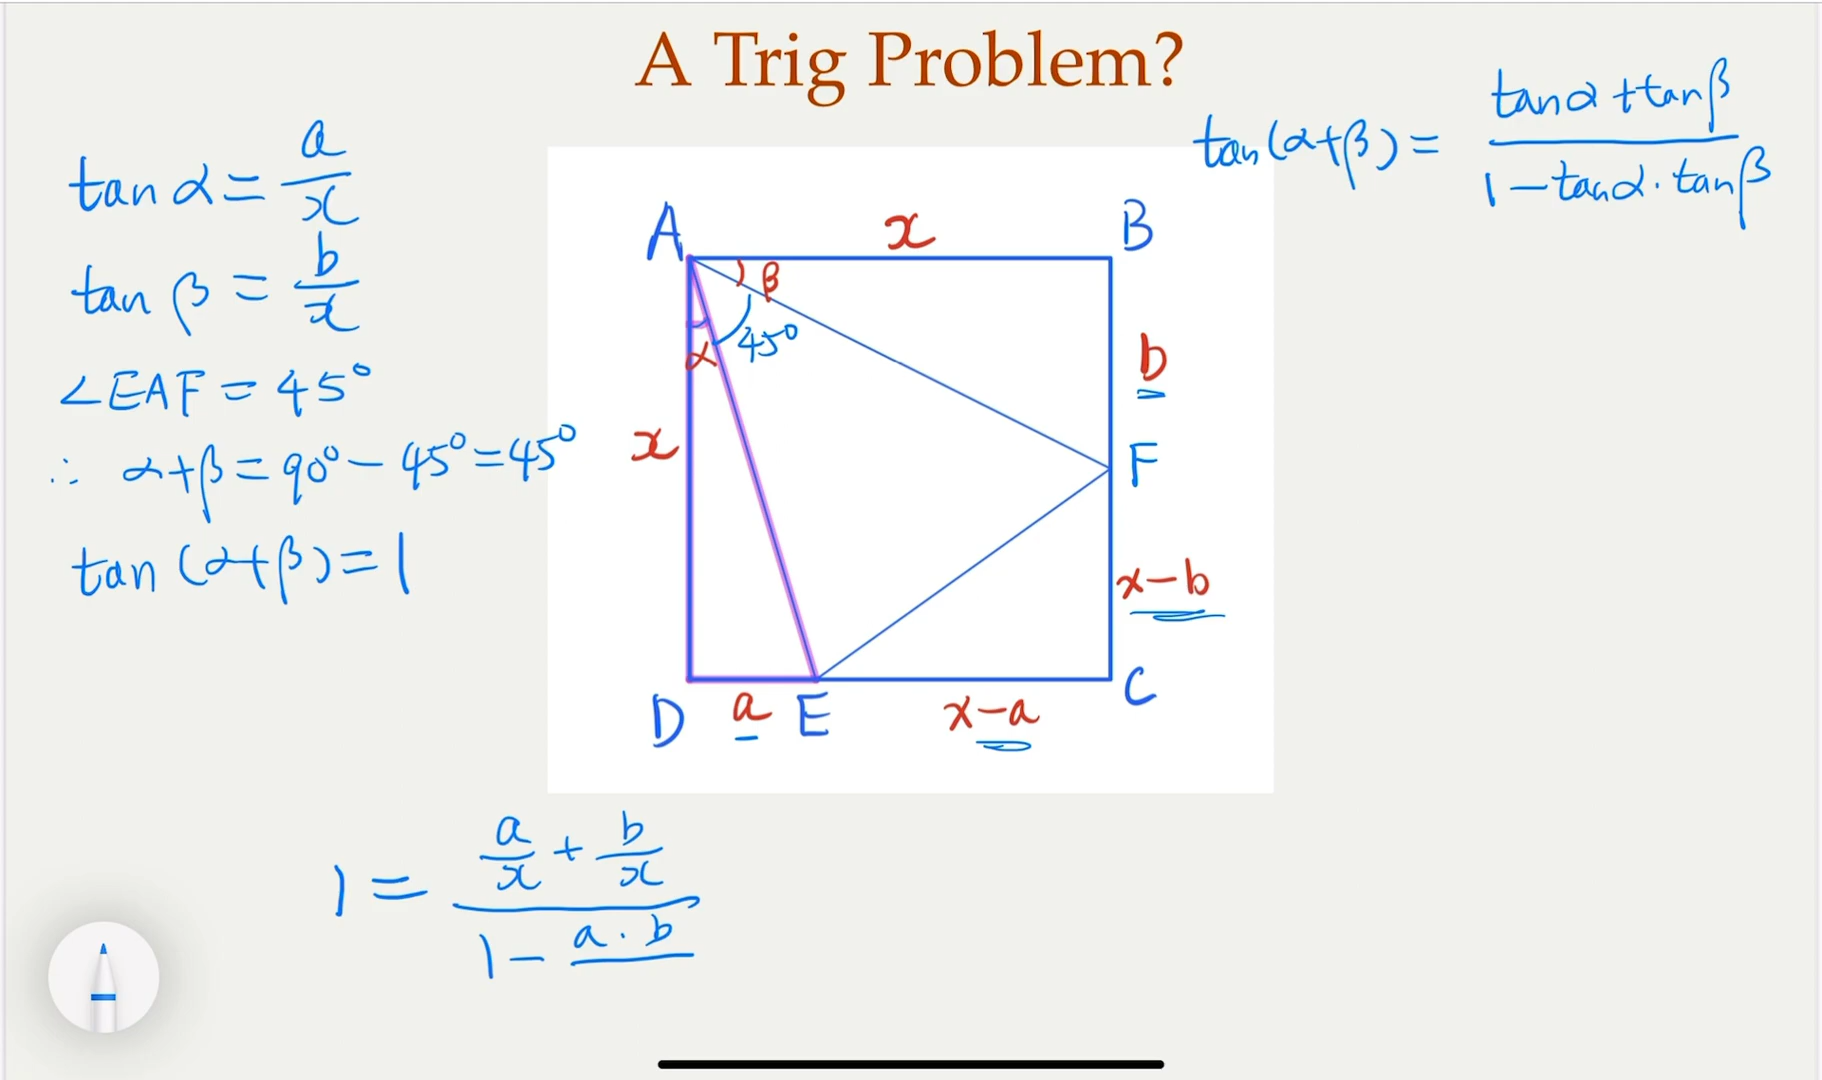 A Trig Problem?
tan α = a/x
tan β = b/x
∠EAF = 45°
∴ α+β = 90° − 45° = 45°
tan (α+β) = 1
tan (α+β) = (tanα + tanβ)/(1 − tanα · tanβ)
A
x
B
β
45°
α
b
x
F
x−b
D
a
E
x−a
C
1 = (a/x + b/x)/(1 − a·b/)